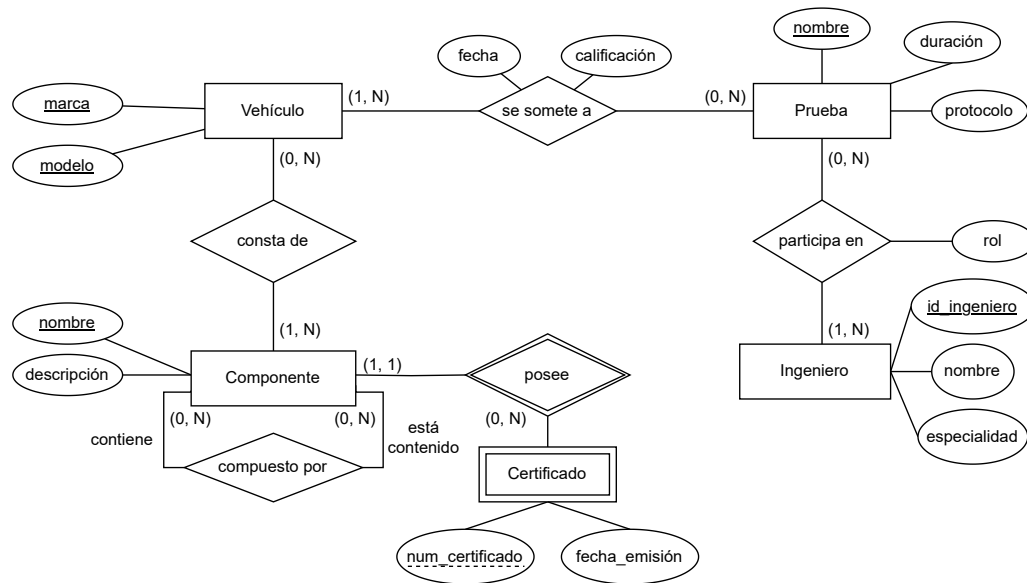 nombre
fecha
calificación
duración
marca
Vehículo
(1, N)
se somete a
(0, N)
Prueba
protocolo
modelo
(0, N)
(0, N)
consta de
participa en
rol
nombre
(1, N)
(1, N)
id_ingeniero
descripción
Componente
(1, 1)
posee
Ingeniero
nombre
(0, N)
(0, N)
(0, N)
contiene
está
contenido
especialidad
compuesto por
Certificado
num_certificado
fecha_emisión